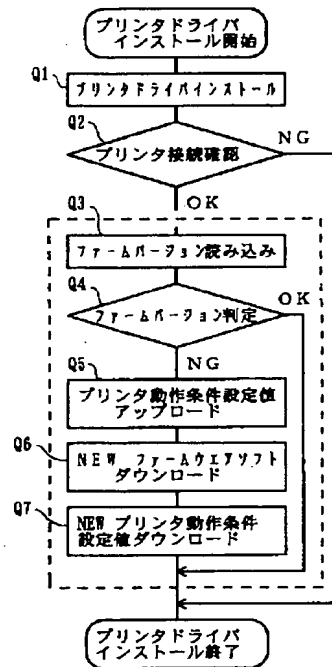 プリンタドライバ
インストール開始
Q1
プリンタドライバインストール
Q2
プリンタ接続確認
NG
OK
Q3
ファームバージョン読み込み
Q4
ファームバージョン判定
OK
NG
Q5
プリンタ動作条件設定値
アップロード
Q6
NEW ファームウエアソフト
ダウンロード
Q7
NEW プリンタ動作条件
設定値ダウンロード
プリンタドライバ
インストール終了